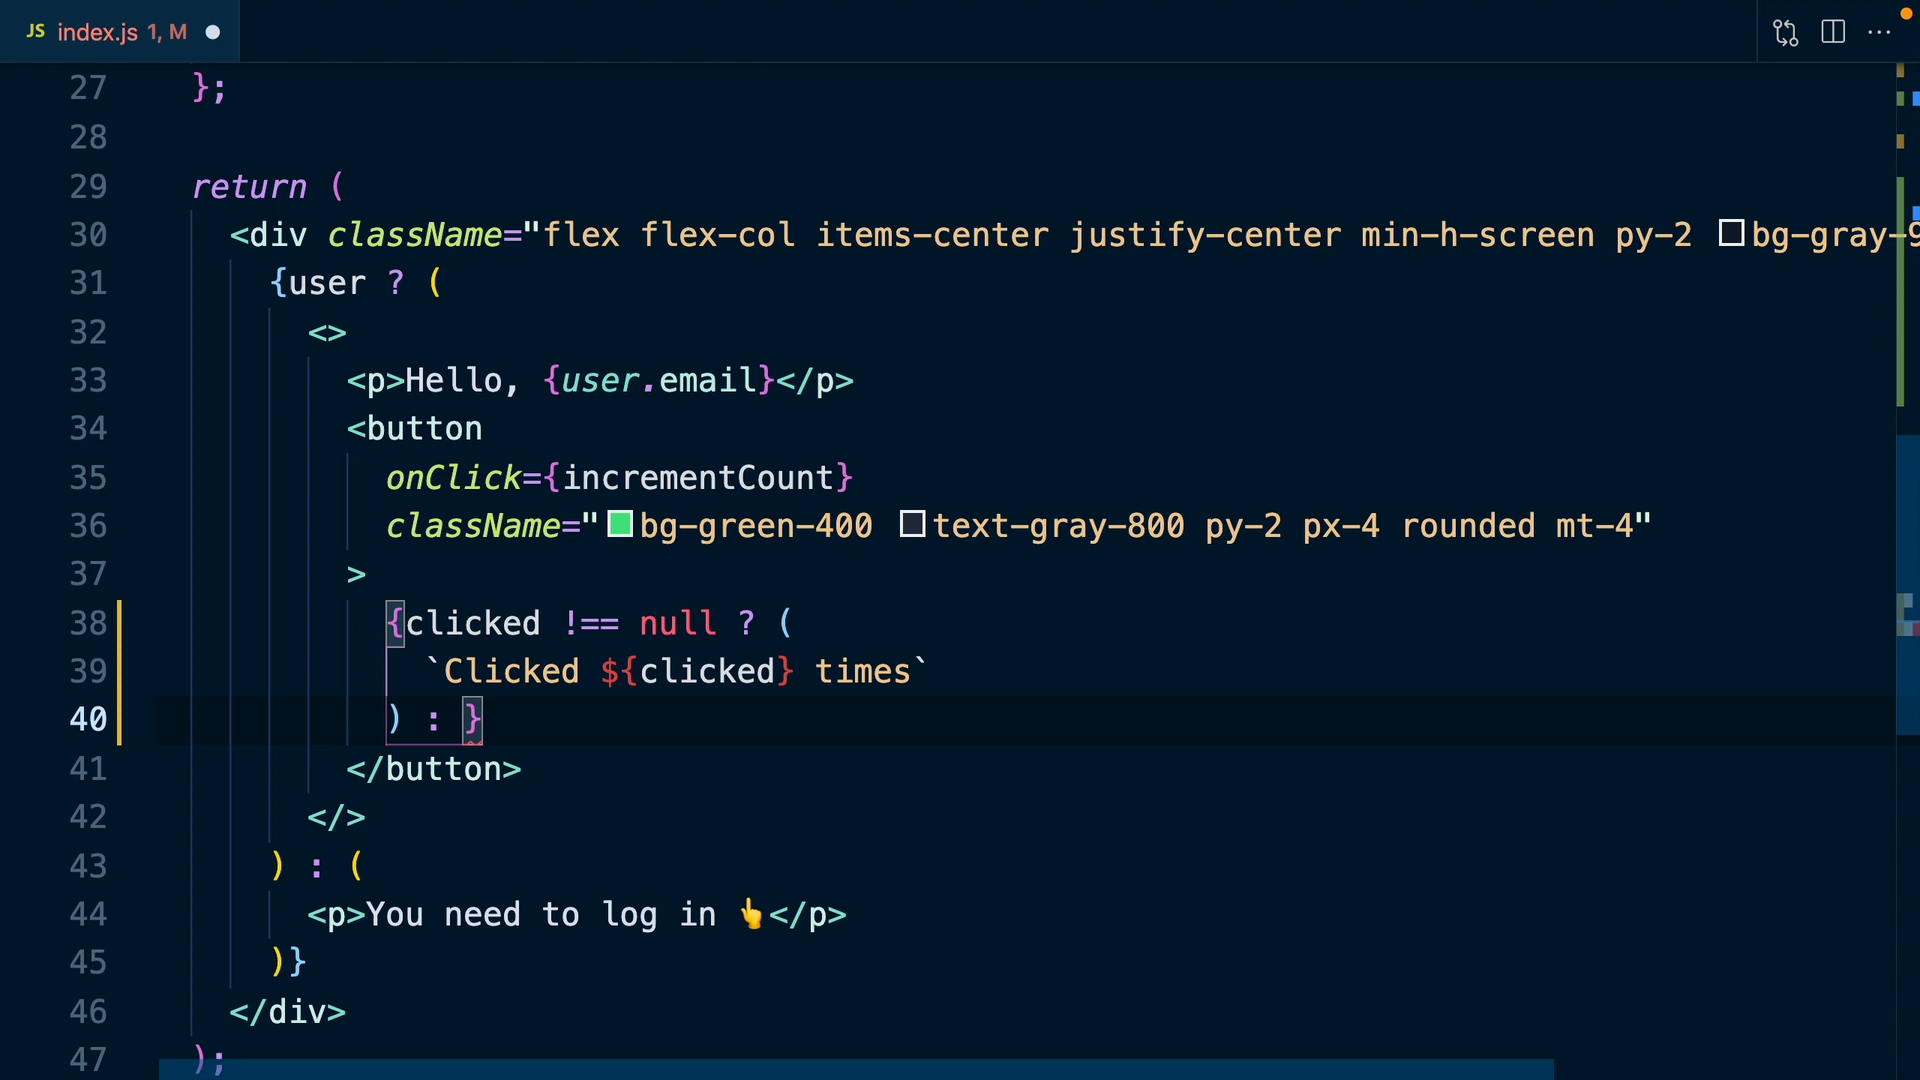 JS index.js 1, M
27 };
28
29 return (
30 <div className="flex flex-col items-center justify-center min-h-screen py-2 bg-gray-9
31 {user ? (
32 <>
33 <p>Hello, {user.email}</p>
34 <button
35 onClick={incrementCount}
36 className="bg-green-400 text-gray-800 py-2 px-4 rounded mt-4"
37 >
38 {clicked !== null ? (
39 `Clicked ${clicked} times`
40 ) : }
41 </button>
42 </>
43 ) : (
44 <p>You need to log in 👆</p>
45 )}
46 </div>
47 );